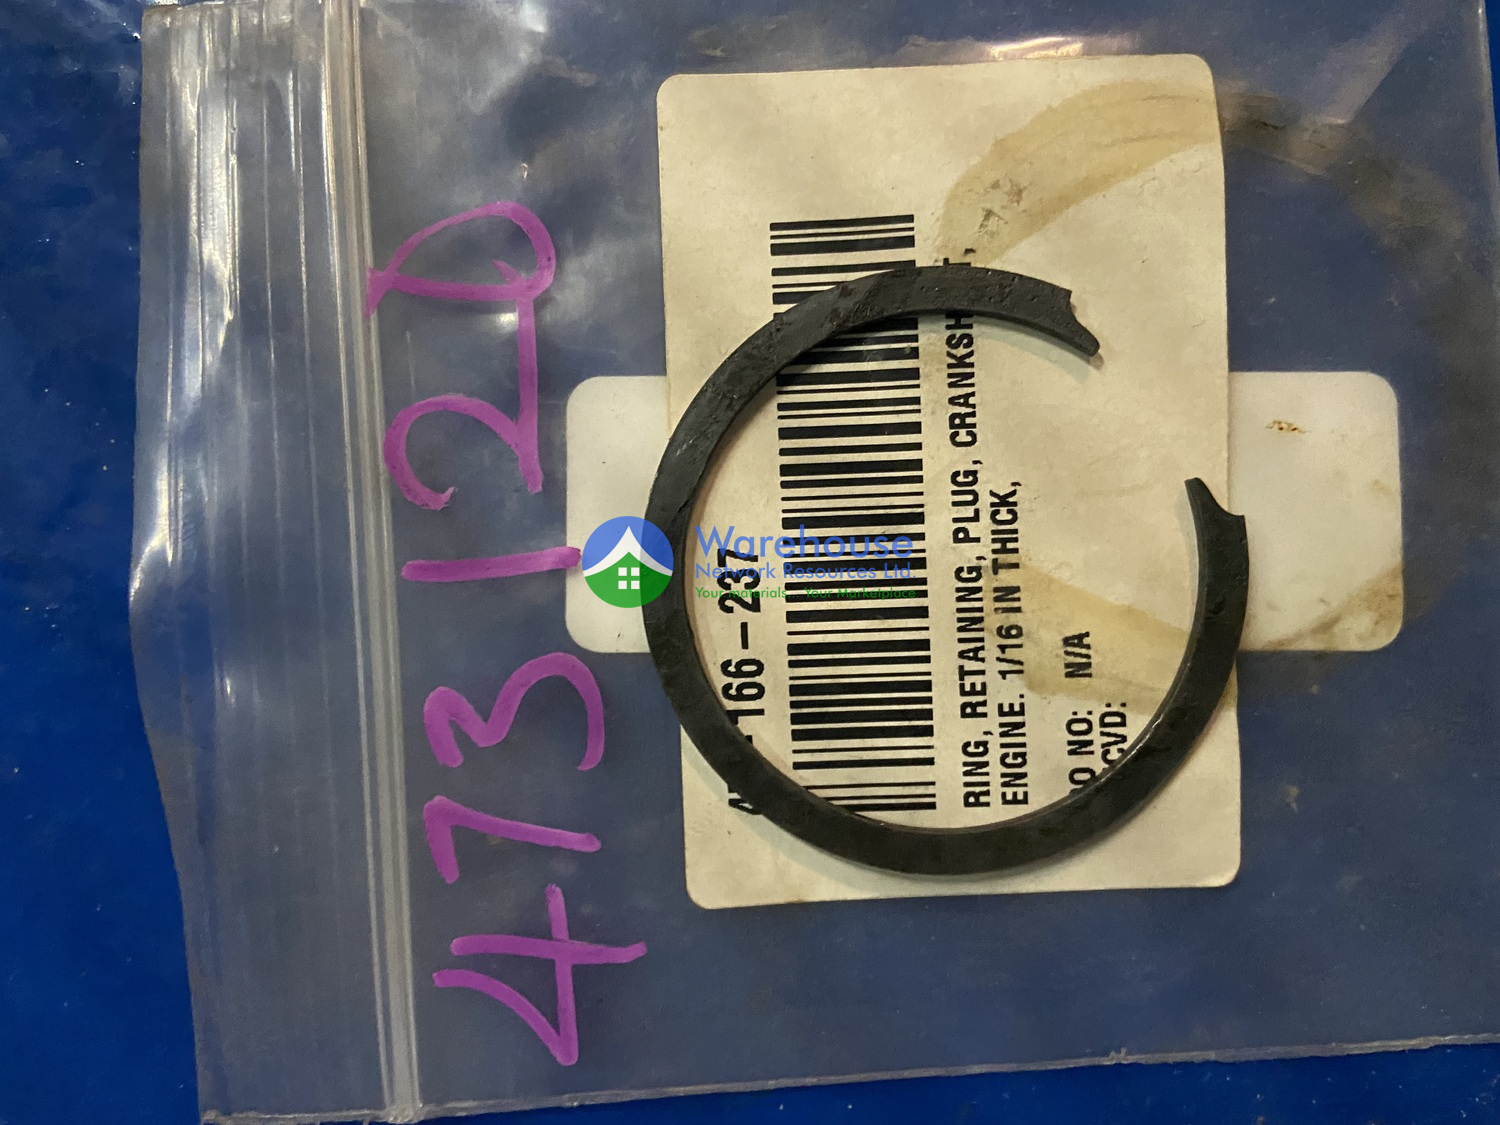 473120
166-237
RING, RETAINING, PLUG, CRANKSH
ENGINE. 1/16 IN THICK,
NO: N/A
CVD:
Warehouse
Network Resources Ltd.
Your materials... Your Marketplace